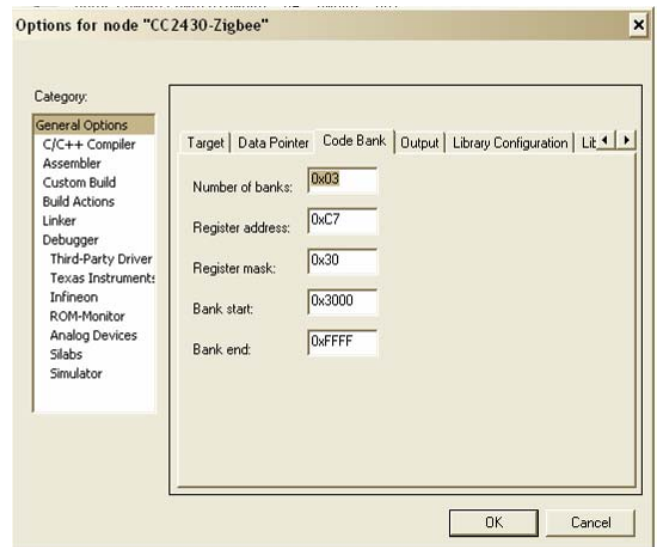 Options for node "CC2430-Zigbee"
Category:
General Options
C/C++ Compiler
Assembler
Custom Build
Build Actions
Linker
Debugger
Third-Party Driver
Texas Instruments
Infineon
ROM-Monitor
Analog Devices
Silabs
Simulator
Target Data Pointer Code Bank Output Library Configuration Lit
Number of banks: 0x03
Register address: 0xC7
Register mask: 0x30
Bank start: 0x3000
Bank end: 0xFFFF
OK Cancel